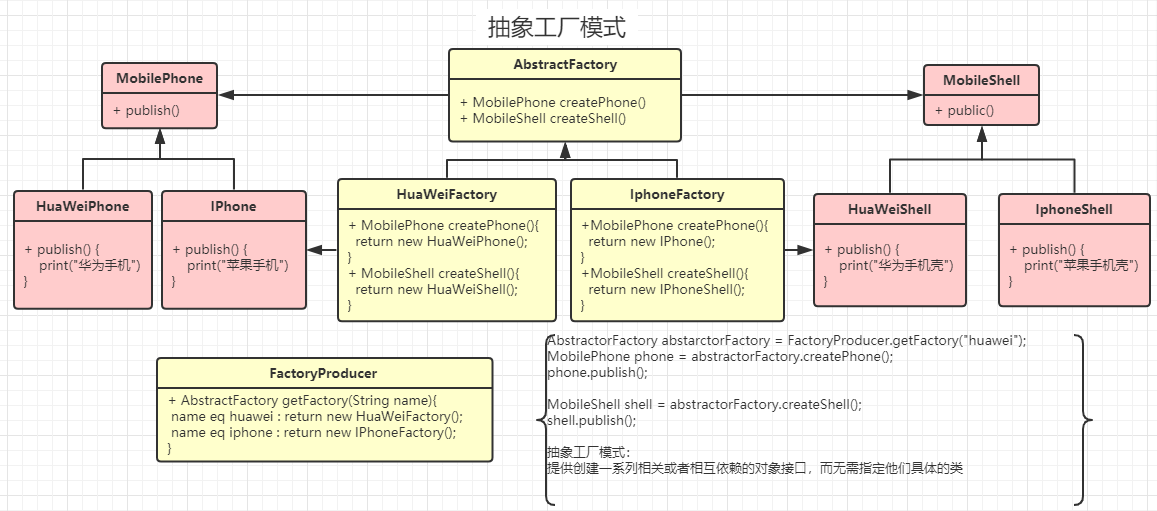 抽象工厂模式
MobilePhone
+ publish()
AbstractFactory
+ MobilePhone createPhone()
+ MobileShell createShell()
MobileShell
+ public()
HuaWeiPhone
+ publish() {
print("华为手机")
}
IPhone
+ publish() {
print("苹果手机")
}
HuaWeiFactory
+ MobilePhone createPhone(){
return new HuaWeiPhone();
}
+ MobileShell createShell(){
return new HuaWeiShell();
}
IphoneFactory
+MobilePhone createPhone(){
return new IPhone();
}
+MobileShell createShell(){
return new IPhoneShell();
}
HuaWeiShell
+ publish() {
print("华为手机壳")
}
IphoneShell
+ publish() {
print("苹果手机壳")
}
FactoryProducer
+ AbstractFactory getFactory(String name){
name eq huawei : return new HuaWeiFactory();
name eq iphone : return new IPhoneFactory();
}
AbstractorFactory abstarctorFactory = FactoryProducer.getFactory("huawei");
MobilePhone phone = abstractorFactory.createPhone();
phone.publish();
MobileShell shell = abstractorFactory.createShell();
shell.publish();
抽象工厂模式：
提供创建一系列相关或者相互依赖的对象接口，而无需指定他们具体的类